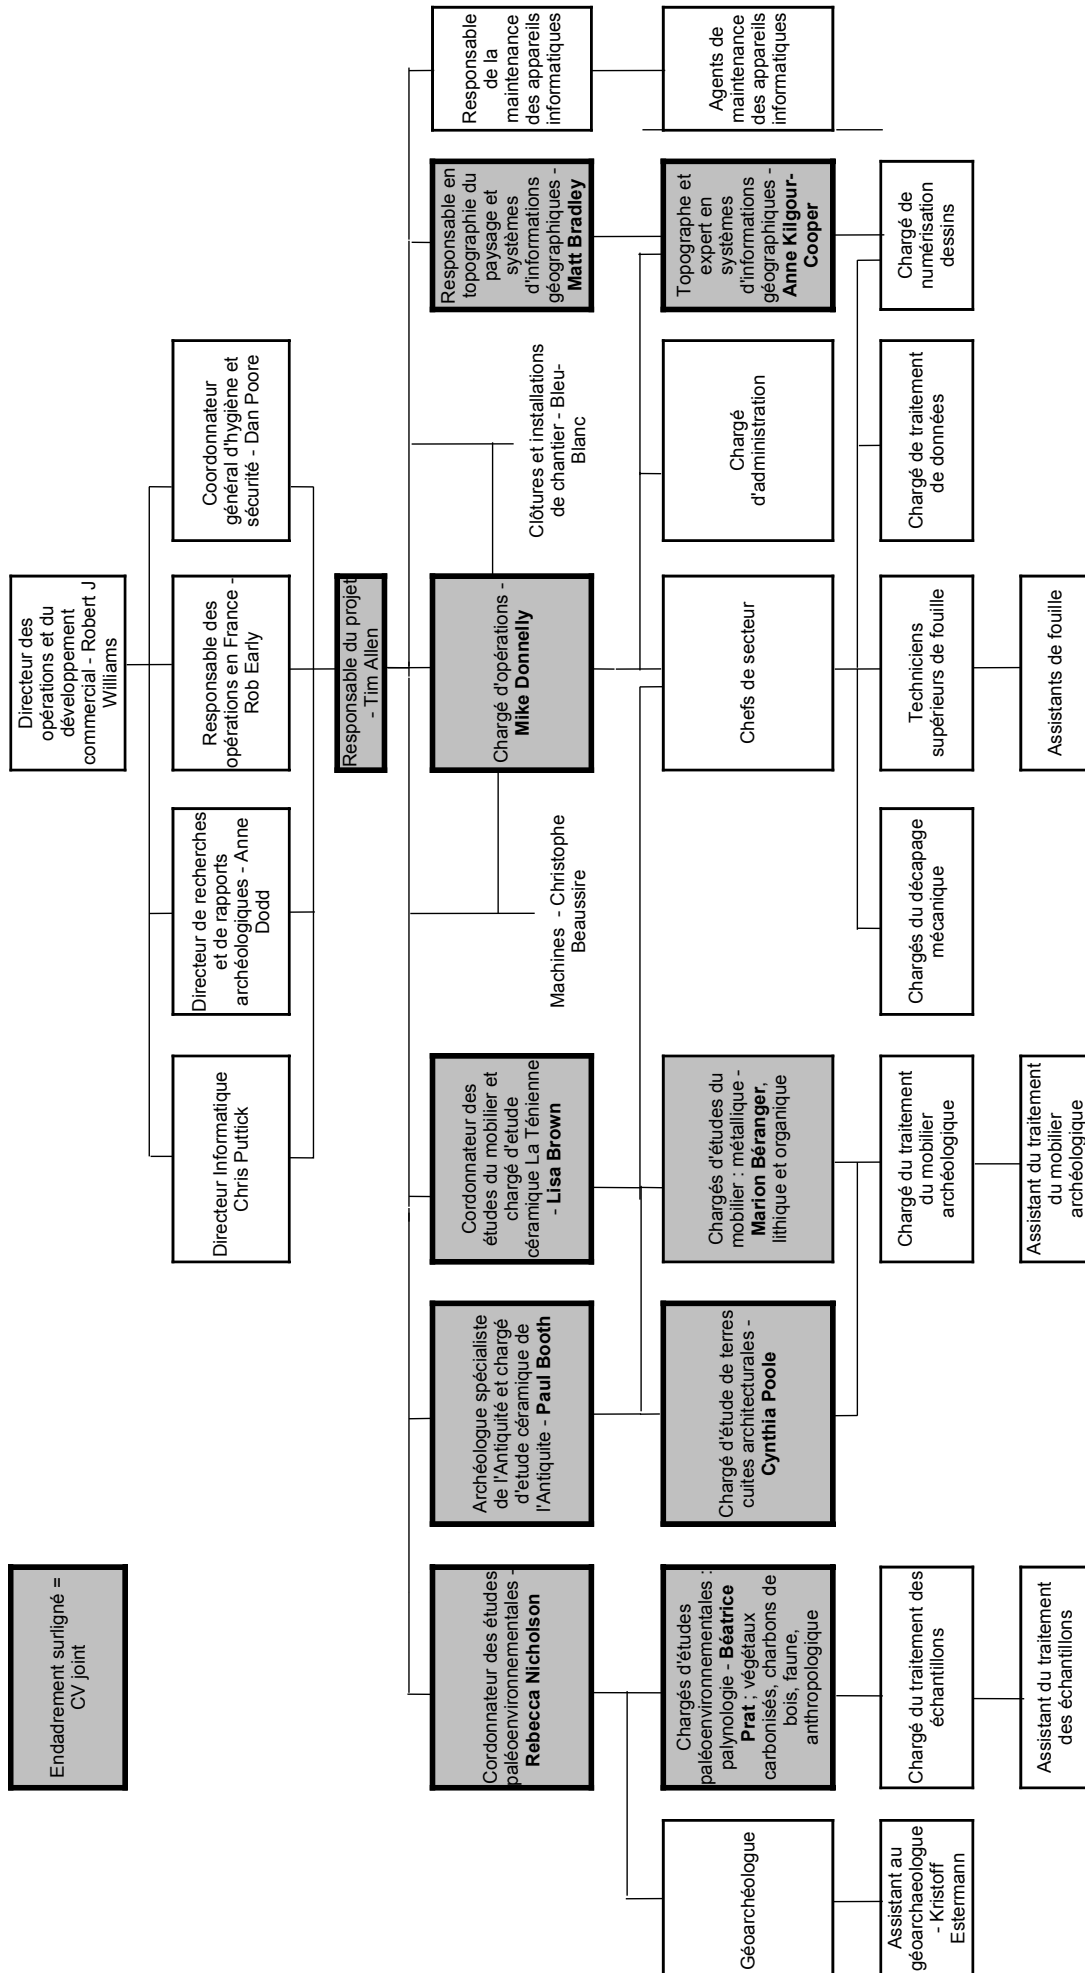 Endadrement surligné =
CV joint
Directeur des
opérations et du
développement
commercial - Robert J
Williams
Directeur Informatique
Chris Puttick
Directeur de recherches
et de rapports
archéologiques - Anne
Dodd
Responsable des
opérations en France -
Rob Early
Coordonnateur
général d'hygiène et
sécurité - Dan Poore
Responsable du projet
- Tim Allen
Cordonnateur des études
paléoenvironnementales -
Rebecca Nicholson
Archéologue spécialiste
de l'Antiquité et chargé
d'etude céramique de
l'Antiquite - Paul Booth
Cordonnateur des
études du mobilier et
chargé d'etude
céramique La Ténienne
- Lisa Brown
Machines - Christophe
Beaussire
Chargé d'opérations -
Mike Donnelly
Clôtures et installations
de chantier - Bleu-
Blanc
Responsable en
topographie du
paysage et
systèmes
d'informations
géographiques -
Matt Bradley
Responsable
de la
maintenance
des appareils
informatiques
Géoarchéologue
Chargés d'études
paléoenvironnementales :
palynologie - Béatrice
Prat ; végétaux
carbonisés, charbons de
bois, faune,
anthropologique
Chargé d'étude de terres
cuites architecturales -
Cynthia Poole
Chargés d'études du
mobilier : métallique -
Marion Béranger,
lithique et organique
Chefs de secteur
Chargé
d'administration
Topographe et
expert en
systèmes
d'informations
géographiques -
Anne Kilgour-
Cooper
Agents de
maintenance
des appareils
informatiques
Assistant au
géoarchaeologue
- Kristoff
Estermann
Chargé du traitement des
échantillons
Chargé du traitement
du mobilier
archéologique
Chargés du décapage
mécanique
Techniciens
supérieurs de fouille
Chargé de traitement
de données
Chargé de
numérisation
dessins
Assistant du traitement
des échantillons
Assistant du traitement
du mobilier
archéologique
Assistants de fouille